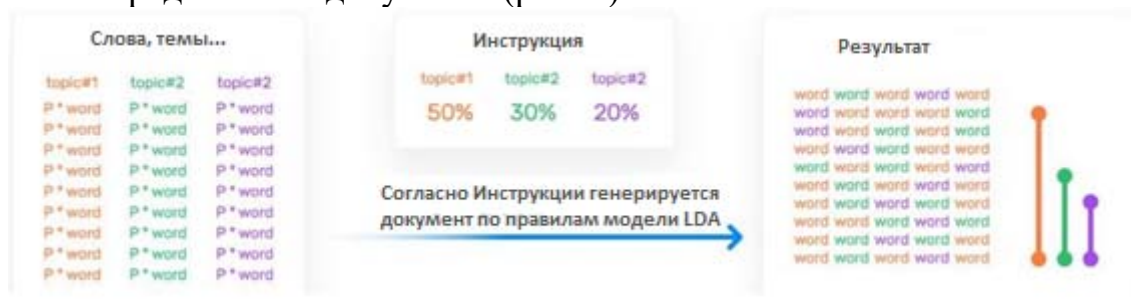 Слова, темы...
topic#1 topic#2 topic#2
P * word P * word P * word
P * word P * word P * word
P * word P * word P * word
P * word P * word P * word
P * word P * word P * word
P * word P * word P * word
P * word P * word P * word
P * word P * word P * word
P * word P * word P * word
Инструкция
topic#1 topic#2 topic#2
50% 30% 20%
Согласно Инструкции генерируется
документ по правилам модели LDA
Результат
word word word word word
word word word word word
word word word word word
word word word word word
word word word word word
word word word word word
word word word word word
word word word word word
word word word word word
word word word word word